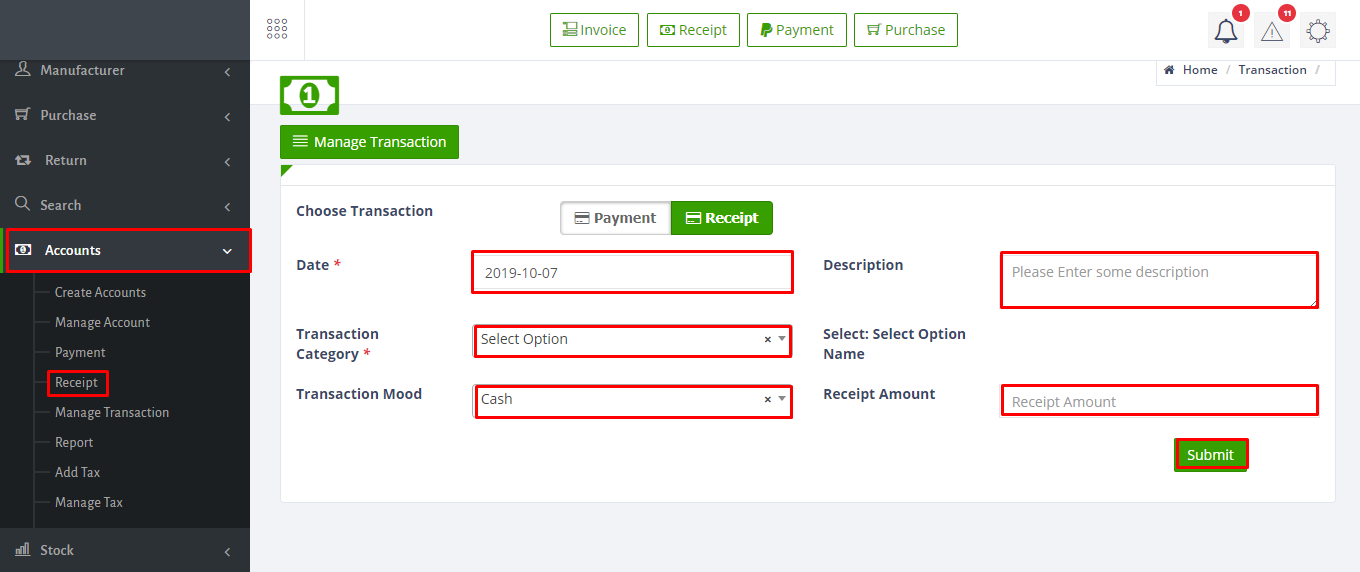 Invoice
Receipt
Payment
Purchase
1
11
Manufacturer
Purchase
Return
Search
Accounts
Create Accounts
Manage Account
Payment
Receipt
Manage Transaction
Report
Add Tax
Manage Tax
Stock
Home / Transaction /
1
Manage Transaction
Choose Transaction
Payment
Receipt
Date *
2019-10-07
Description
Please Enter some description
Transaction
Category *
Select Option
×
Select: Select Option
Name
Transaction Mood
Cash
×
Receipt Amount
Receipt Amount
Submit